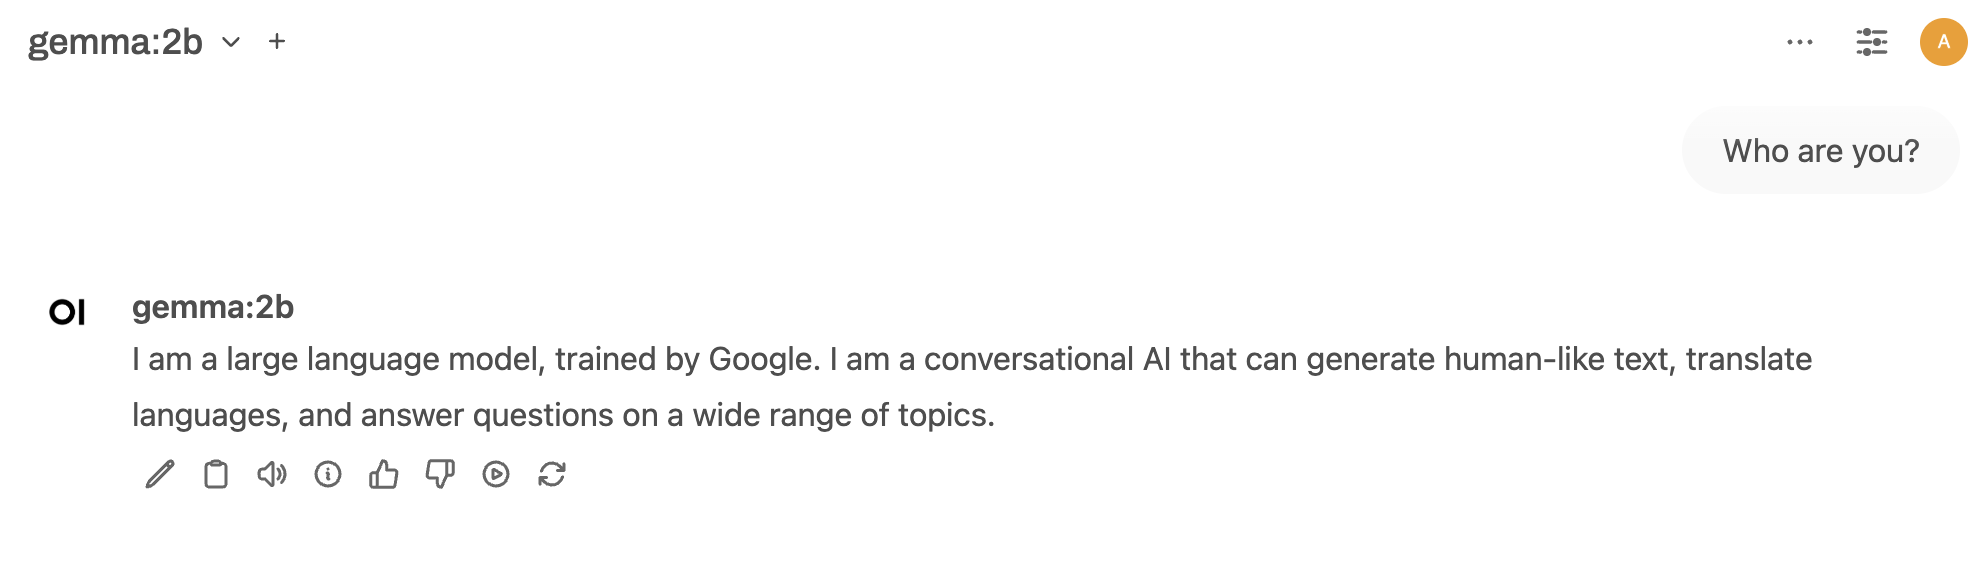 gemma:2b
A
Who are you?
OI
gemma:2b
I am a large language model, trained by Google. I am a conversational AI that can generate human-like text, translate
languages, and answer questions on a wide range of topics.